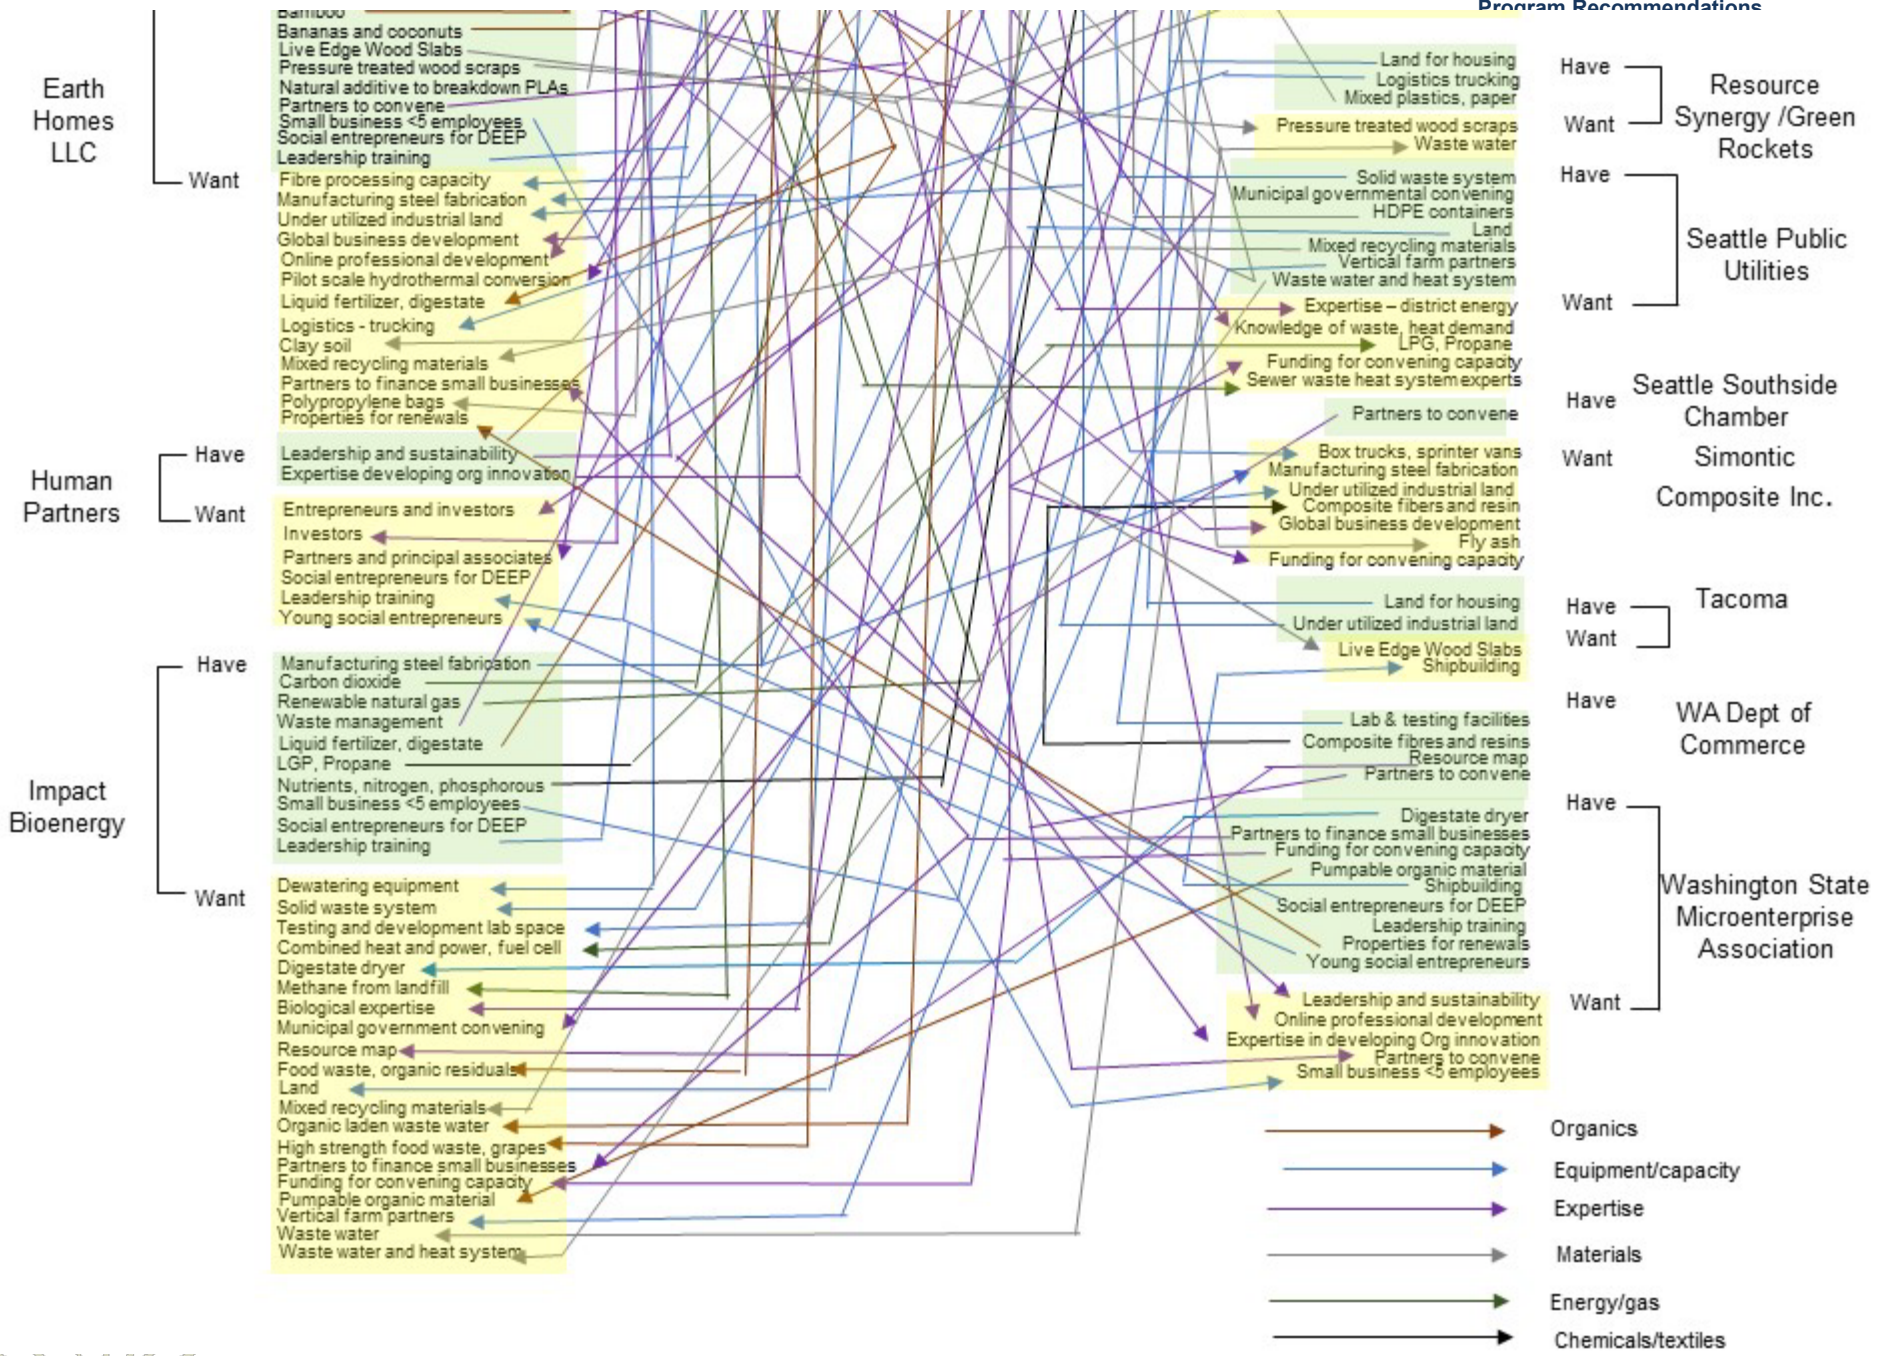 Program Recommendations
Earth
Homes
LLC
Want
Bamboo
Bananas and coconuts
Live Edge Wood Slabs
Pressure treated wood scraps
Natural additive to breakdown PLAs
Partners to convene
Small business <5 employees
Social entrepreneurs for DEEP
Leadership training
Fibre processing capacity
Manufacturing steel fabrication
Under utilized industrial land
Global business development
Online professional development
Pilot scale hydrothermal conversion
Liquid fertilizer, digestate
Logistics - trucking
Clay soil
Mixed recycling materials
Partners to finance small businesses
Polypropylene bags
Properties for renewals
Human
Partners
Have
Want
Leadership and sustainability
Expertise developing org innovation
Entrepreneurs and investors
Investors
Partners and principal associates
Social entrepreneurs for DEEP
Leadership training
Young social entrepreneurs
Impact
Bioenergy
Have
Want
Manufacturing steel fabrication
Carbon dioxide
Renewable natural gas
Waste management
Liquid fertilizer, digestate
LGP, Propane
Nutrients, nitrogen, phosphorous
Small business <5 employees
Social entrepreneurs for DEEP
Leadership training
Dewatering equipment
Solid waste system
Testing and development lab space
Combined heat and power, fuel cell
Digestate dryer
Methane from landfill
Biological expertise
Municipal government convening
Resource map
Food waste, organic residuals
Land
Mixed recycling materials
Organic laden waste water
High strength food waste, grapes
Partners to finance small businesses
Funding for convening capacity
Pumpable organic material
Vertical farm partners
Waste water
Waste water and heat system
Land for housing
Logistics trucking
Mixed plastics, paper
Pressure treated wood scraps
Waste water
Have
Want
Resource
Synergy /Green
Rockets
Solid waste system
Municipal governmental convening
HDPE containers
Land
Mixed recycling materials
Vertical farm partners
Waste water and heat system
Expertise – district energy
Knowledge of waste, heat demand
LPG, Propane
Funding for convening capacity
Sewer waste heat system experts
Have
Want
Seattle Public
Utilities
Partners to convene
Have
Seattle Southside
Chamber
Box trucks, sprinter vans
Manufacturing steel fabrication
Under utilized industrial land
Composite fibers and resin
Global business development
Fly ash
Funding for convening capacity
Want
Simontic
Composite Inc.
Land for housing
Under utilized industrial land
Live Edge Wood Slabs
Shipbuilding
Have
Want
Tacoma
Lab & testing facilities
Composite fibres and resins
Resource map
Partners to convene
Have
WA Dept of
Commerce
Digestate dryer
Partners to finance small businesses
Funding for convening capacity
Pumpable organic material
Shipbuilding
Social entrepreneurs for DEEP
Leadership training
Properties for renewals
Young social entrepreneurs
Leadership and sustainability
Online professional development
Expertise in developing Org innovation
Partners to convene
Small business <5 employees
Have
Want
Washington State
Microenterprise
Association
Organics
Equipment/capacity
Expertise
Materials
Energy/gas
Chemicals/textiles